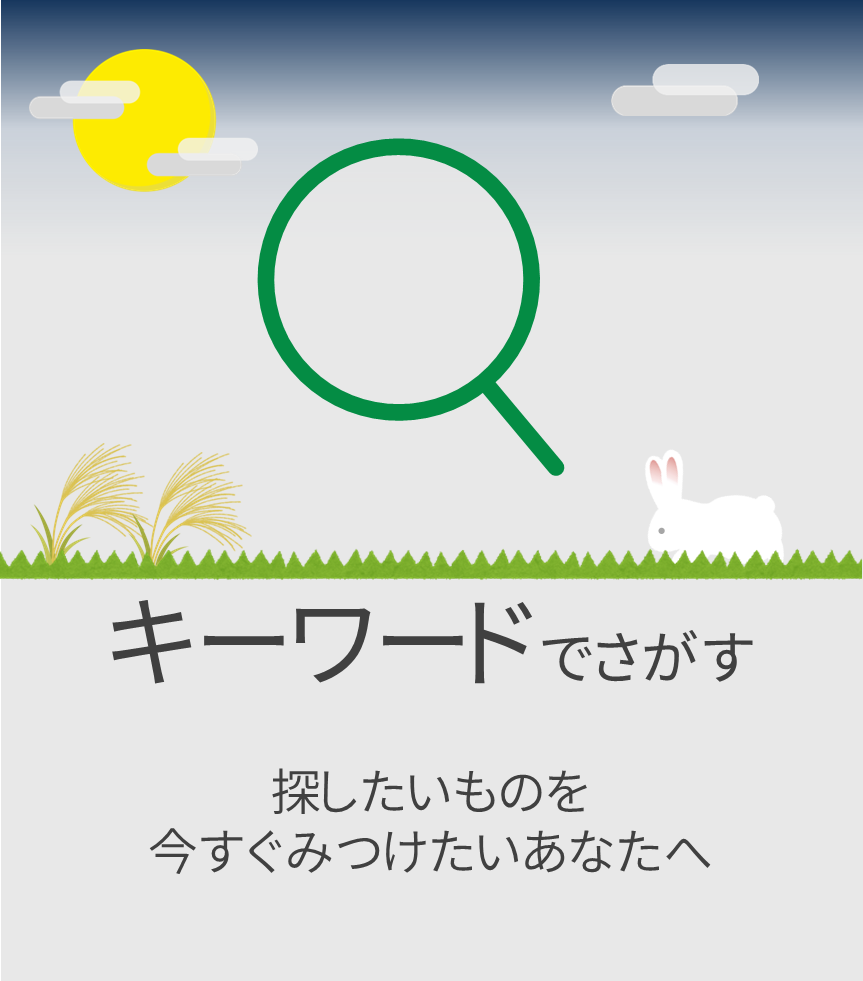 キーワードでさがす
探したいものを
今すぐみつけたいあなたへ